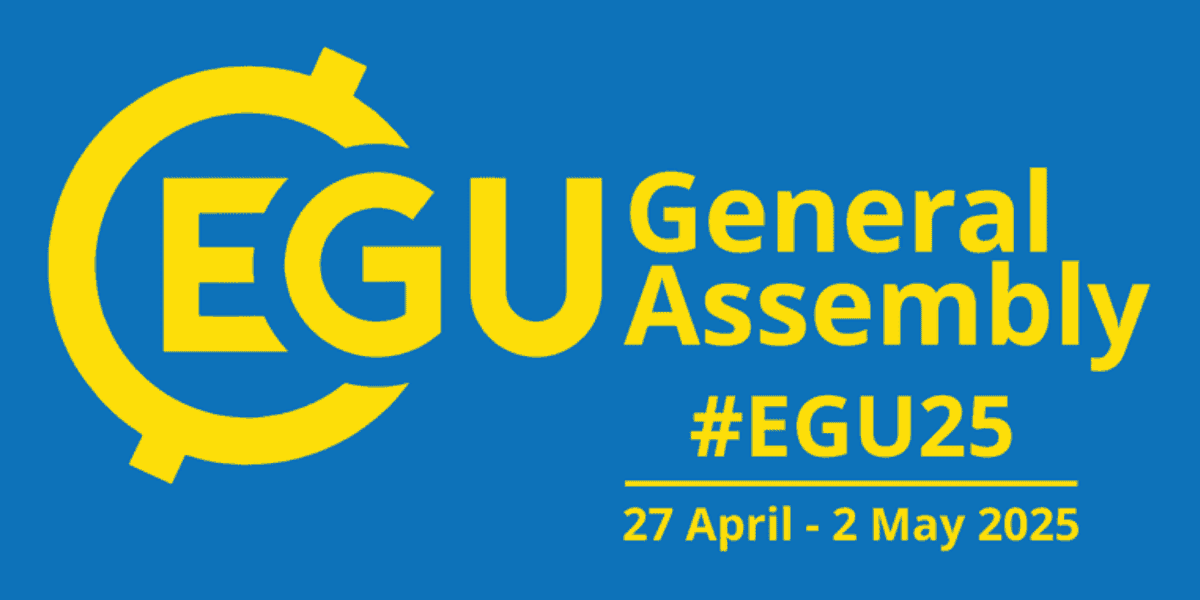 EGU
General
Assembly
#EGU25
27 April - 2 May 2025